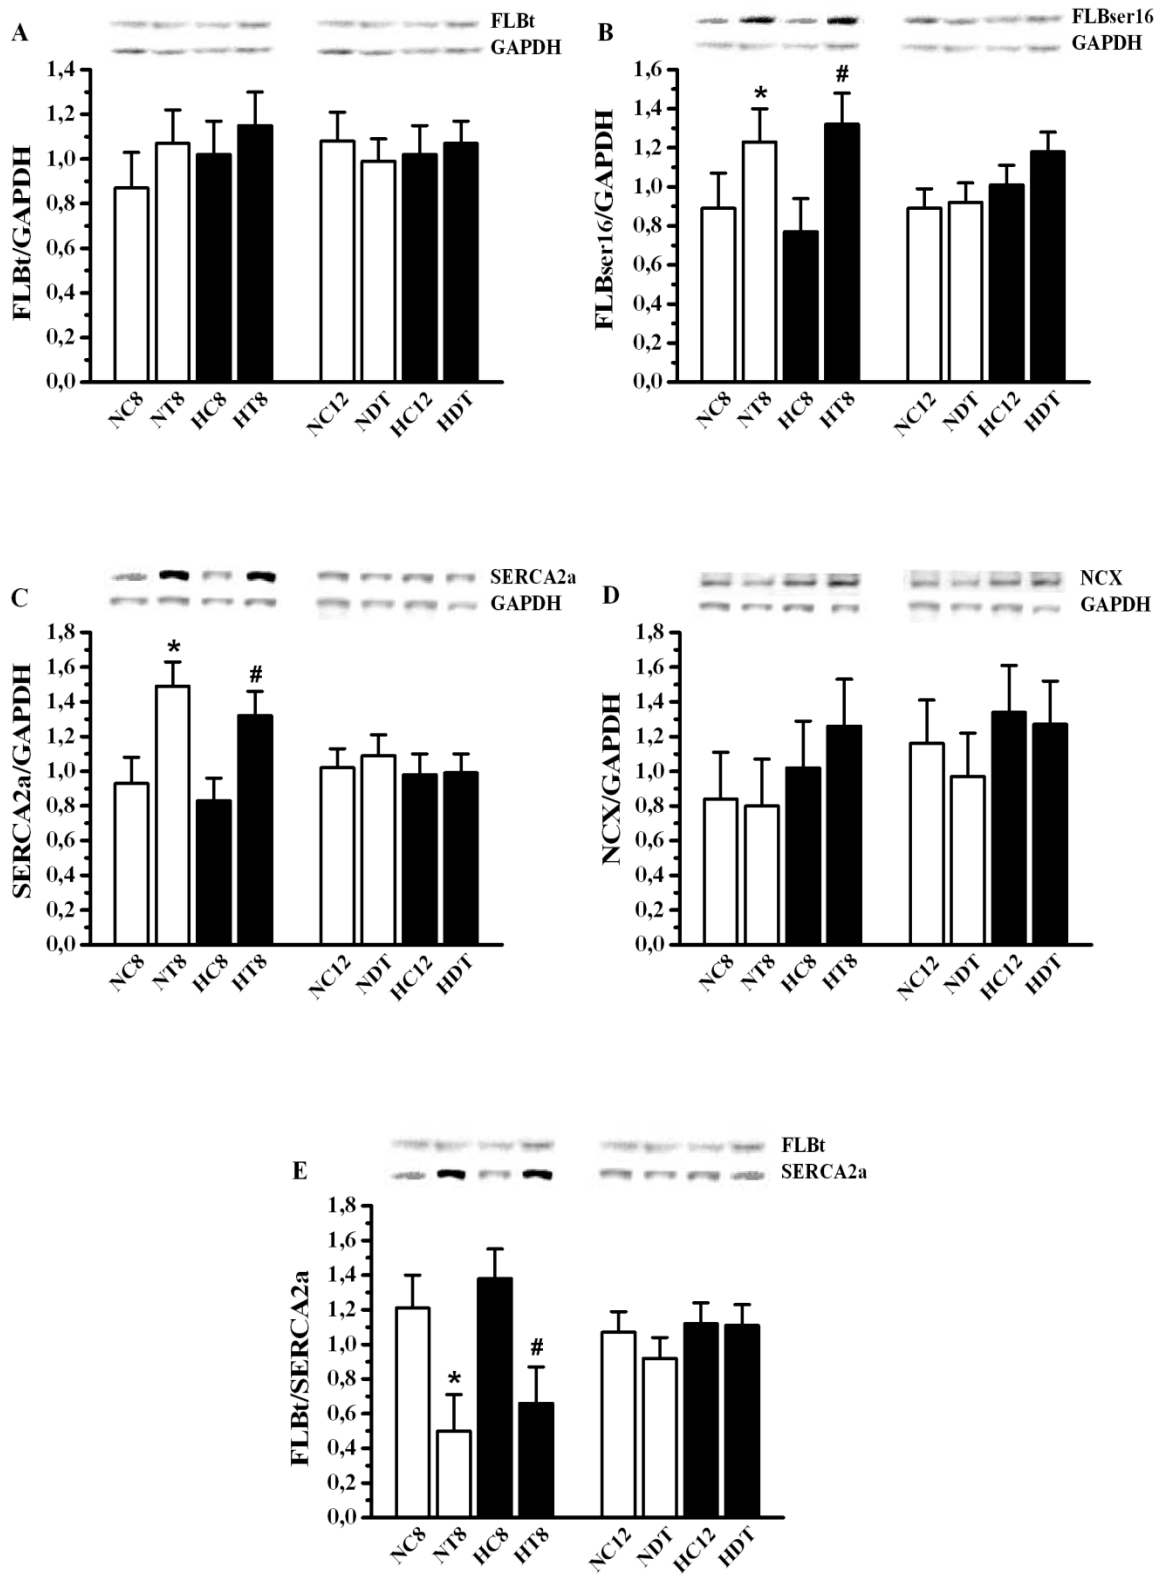 A
FLBt
GAPDH
FLBt/GAPDH
1,4
1,2
1,0
0,8
0,6
0,4
0,2
0,0
NC8 NT8 HC8 HT8 NC12 NDT HC12 HDT
B
FLBser16
GAPDH
FLBser16/GAPDH
1,6
1,4
1,2
1,0
0,8
0,6
0,4
0,2
0,0
* #
NC8 NT8 HC8 HT8 NC12 NDT HC12 HDT
C
SERCA2a
GAPDH
SERCA2a/GAPDH
1,8
1,6
1,4
1,2
1,0
0,8
0,6
0,4
0,2
0,0
* #
NC8 NT8 HC8 HT8 NC12 NDT HC12 HDT
D
NCX
GAPDH
NCX/GAPDH
1,8
1,6
1,4
1,2
1,0
0,8
0,6
0,4
0,2
0,0
NC8 NT8 HC8 HT8 NC12 NDT HC12 HDT
E
FLBt
SERCA2a
FLBt/SERCA2a
1,8
1,6
1,4
1,2
1,0
0,8
0,6
0,4
0,2
0,0
* #
NC8 NT8 HC8 HT8 NC12 NDT HC12 HDT